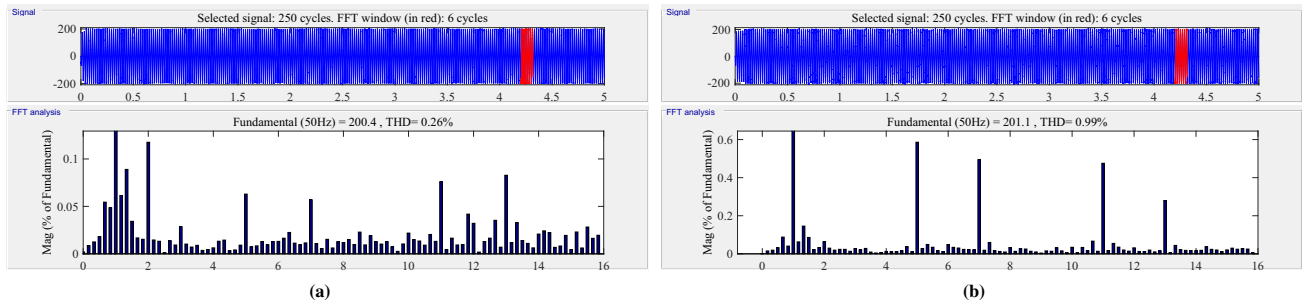 Signal
Selected signal: 250 cycles. FFT window (in red): 6 cycles
200
0
-200
0 0.5 1 1.5 2 2.5 3 3.5 4 4.5 5
FFT analysis
Fundamental (50Hz) = 200.4 , THD= 0.26%
Mag (% of Fundamental)
0.1
0.05
0
0 2 4 6 8 10 12 14 16
(a)
Signal
Selected signal: 250 cycles. FFT window (in red): 6 cycles
200
0
-200
0 0.5 1 1.5 2 2.5 3 3.5 4 4.5 5
FFT analysis
Fundamental (50Hz) = 201.1 , THD= 0.99%
Mag (% of Fundamental)
0.6
0.4
0.2
0
0 2 4 6 8 10 12 14 16
(b)